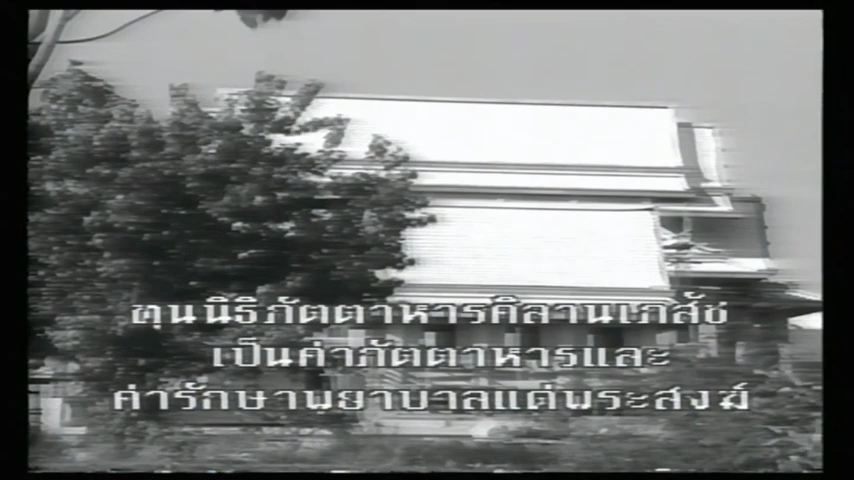 ทุนนิธิภัตตาหารคิลานเภสัช
เป็นค่าภัตตาหารและ
ค่ารักษาพยาบาลแด่พระสงฆ์